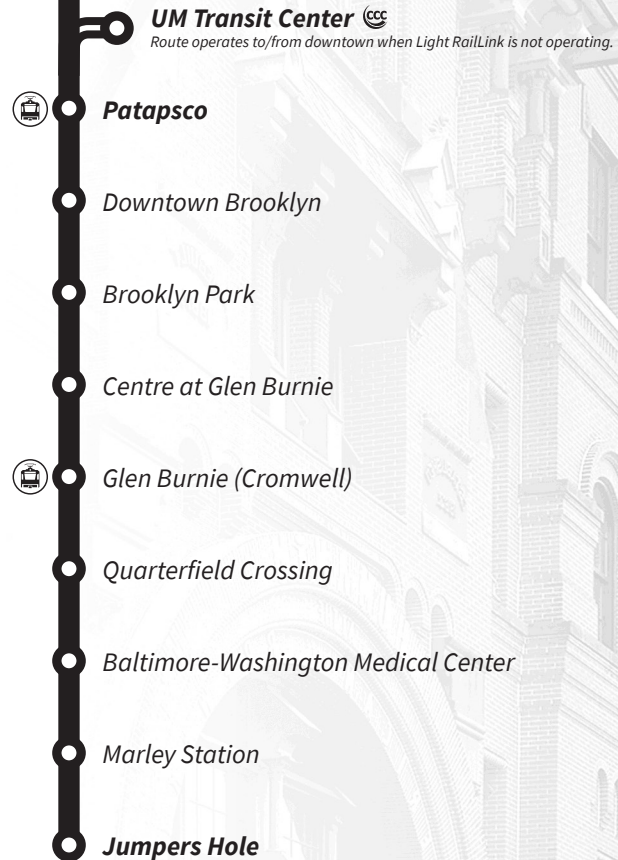 UM Transit Center CCC
Route operates to/from downtown when Light RailLink is not operating.
Patapsco
Downtown Brooklyn
Brooklyn Park
Centre at Glen Burnie
Glen Burnie (Cromwell)
Quarterfield Crossing
Baltimore-Washington Medical Center
Marley Station
Jumpers Hole